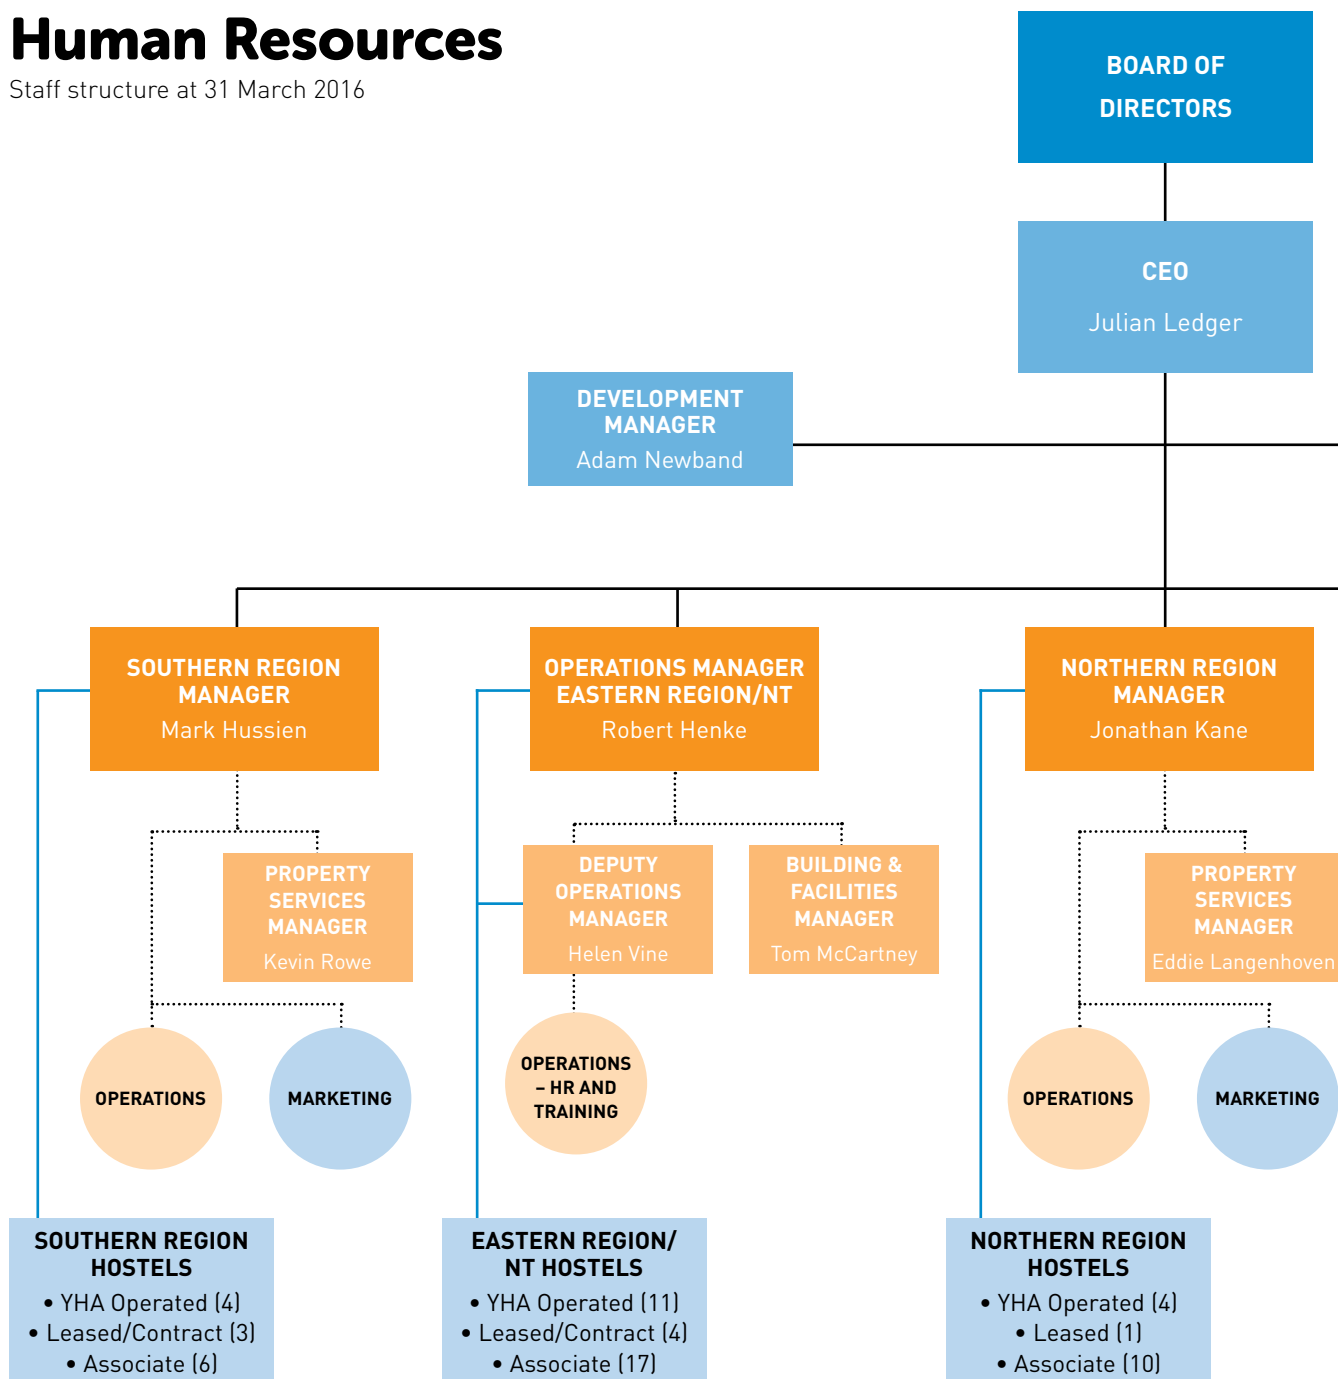 Human Resources
Staff structure at 31 March 2016
BOARD OF
DIRECTORS
CEO
Julian Ledger
DEVELOPMENT
MANAGER
Adam Newband
SOUTHERN REGION
MANAGER
Mark Hussien
OPERATIONS MANAGER
EASTERN REGION/NT
Robert Henke
NORTHERN REGION
MANAGER
Jonathan Kane
PROPERTY
SERVICES
MANAGER
Kevin Rowe
DEPUTY
OPERATIONS
MANAGER
Helen Vine
BUILDING &
FACILITIES
MANAGER
Tom McCartney
PROPERTY
SERVICES
MANAGER
Eddie Langenhoven
OPERATIONS
MARKETING
OPERATIONS
– HR AND
TRAINING
OPERATIONS
MARKETING
SOUTHERN REGION
HOSTELS
• YHA Operated (4)
• Leased/Contract (3)
• Associate (6)
EASTERN REGION/
NT HOSTELS
• YHA Operated (11)
• Leased/Contract (4)
• Associate (17)
NORTHERN REGION
HOSTELS
• YHA Operated (4)
• Leased (1)
• Associate (10)